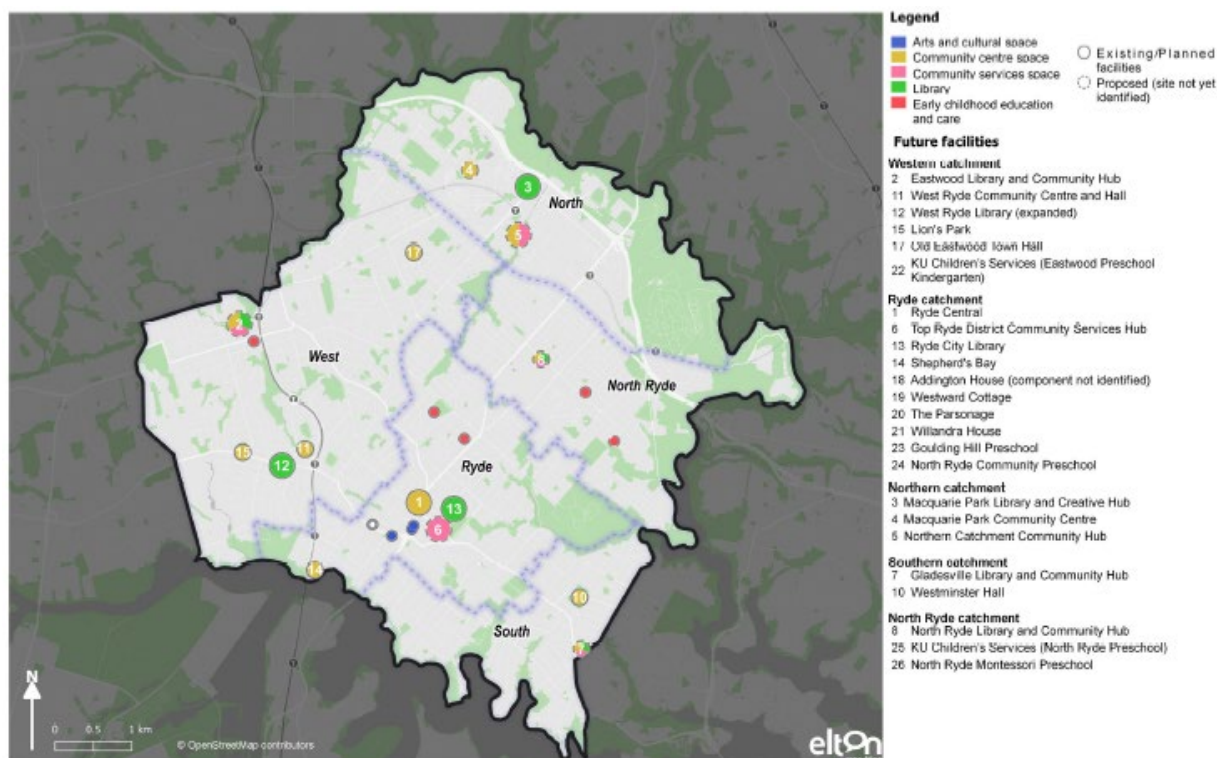 Legend
Arts and cultural space
Community centre space
Community services space
Library
Early childhood education
and care
Existing/Planned
facilities
Proposed (site not yet
identified)
Future facilities
Western catchment
2 Eastwood Library and Community Hub
11 West Ryde Community Centre and Hall
12 West Ryde Library (expanded)
15 Lion's Park
17 Old Eastwood Town Hall
22 KU Children's Services (Eastwood Preschool
Kindergarten)
Ryde catchment
1 Ryde Central
6 Top Ryde District Community Services Hub
13 Ryde City Library
14 Shepherd's Bay
18 Addington House (component not identified)
19 Westward Cottage
20 The Parsonage
21 Willandra House
23 Goulding Hill Preschool
24 North Ryde Community Preschool
Northern catchment
3 Macquarie Park Library and Creative Hub
4 Macquarie Park Community Centre
5 Northern Catchment Community Hub
Southern catchment
7 Gladesville Library and Community Hub
10 Westminster Hall
North Ryde catchment
8 North Ryde Library and Community Hub
25 KU Children's Services (North Ryde Preschool)
26 North Ryde Montessori Preschool
4
3
North
5
17
2
West
8
North Ryde
15
11
12
Ryde
1
13
6
14
10
South
7
N
0 0.5 1 km
© OpenStreetMap contributors
elton